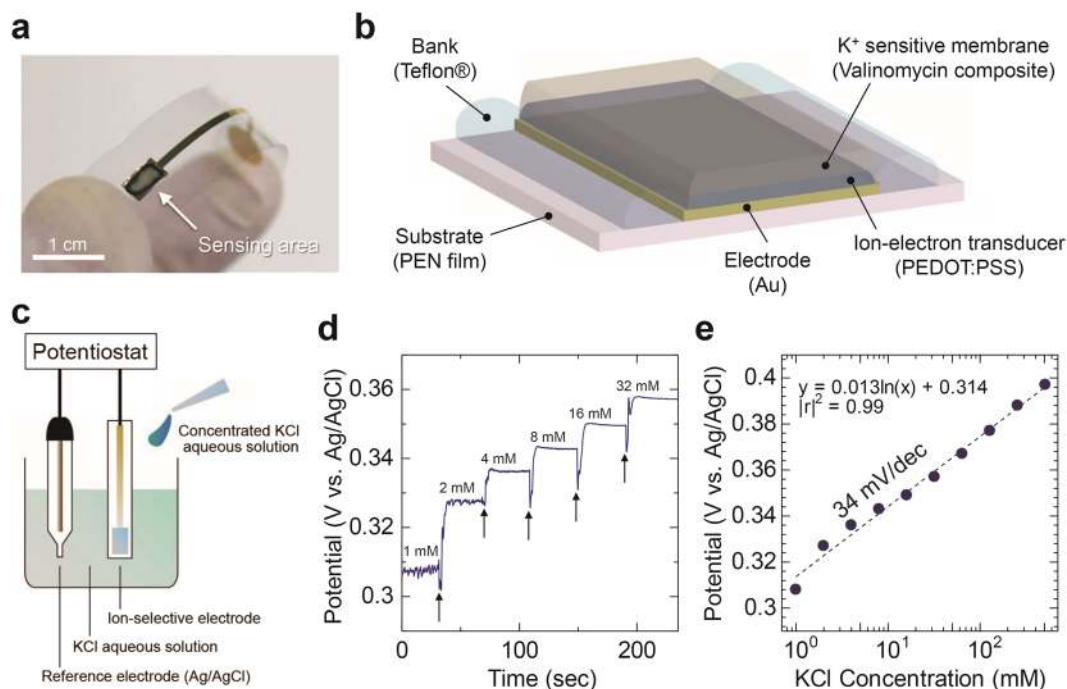 a
Sensing area
1 cm
b
Bank
(Teflon®)
K⁺ sensitive membrane
(Valinomycin composite)
Substrate
(PEN film)
Electrode
(Au)
Ion-electron transducer
(PEDOT:PSS)
c
Potentiostat
Concentrated KCl
aqueous solution
Ion-selective electrode
KCl aqueous solution
Reference electrode (Ag/AgCl)
d
Potential (V vs. Ag/AgCl)
0.36
0.34
0.32
0.3
1 mM
2 mM
4 mM
8 mM
16 mM
32 mM
0
100
200
Time (sec)
e
Potential (V vs. Ag/AgCl)
0.4
0.38
0.36
0.34
0.32
0.3
y = 0.013ln(x) + 0.314
|r|² = 0.99
34 mV/dec
10⁰
10¹
10²
KCl Concentration (mM)